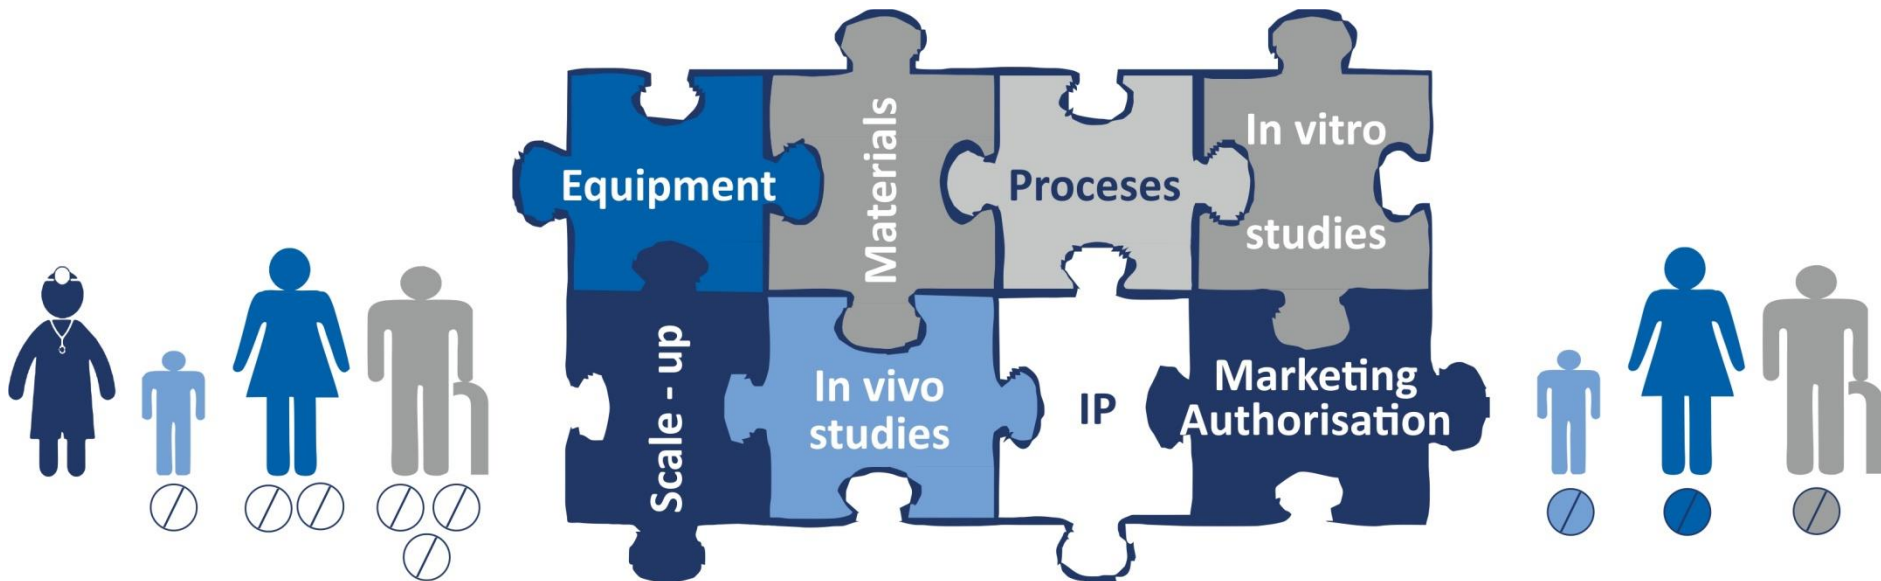 Equipment
Materials
Proceses
In vitro
studies
Scale - up
In vivo
studies
IP
Marketing
Authorisation